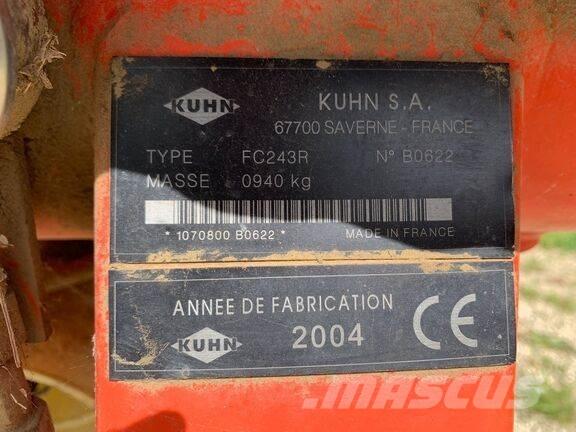 KUHN
KUHN S.A.
67700 SAVERNE - FRANCE
TYPE FC243R N° B0622
MASSE 0940 kg
* 1070800 B0622 * MADE IN FRANCE
ANNEE DE FABRICATION
KUHN 2004 CE
mascus